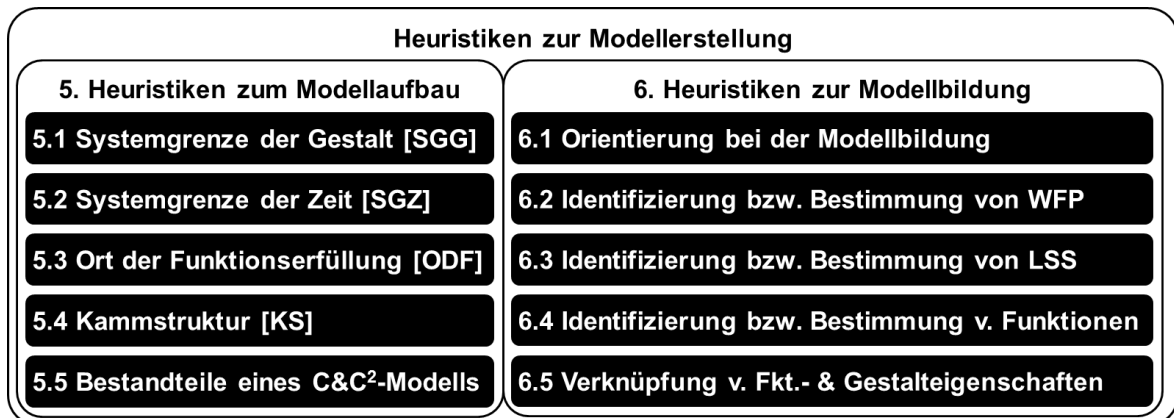 Heuristiken zur Modellerstellung
5. Heuristiken zum Modellaufbau
5.1 Systemgrenze der Gestalt [SGG]
5.2 Systemgrenze der Zeit [SGZ]
5.3 Ort der Funktionserfüllung [ODF]
5.4 Kammstruktur [KS]
5.5 Bestandteile eines C&C²-Modells
6. Heuristiken zur Modellbildung
6.1 Orientierung bei der Modellbildung
6.2 Identifizierung bzw. Bestimmung von WFP
6.3 Identifizierung bzw. Bestimmung von LSS
6.4 Identifizierung bzw. Bestimmung v. Funktionen
6.5 Verknüpfung v. Fkt.- & Gestalteigenschaften